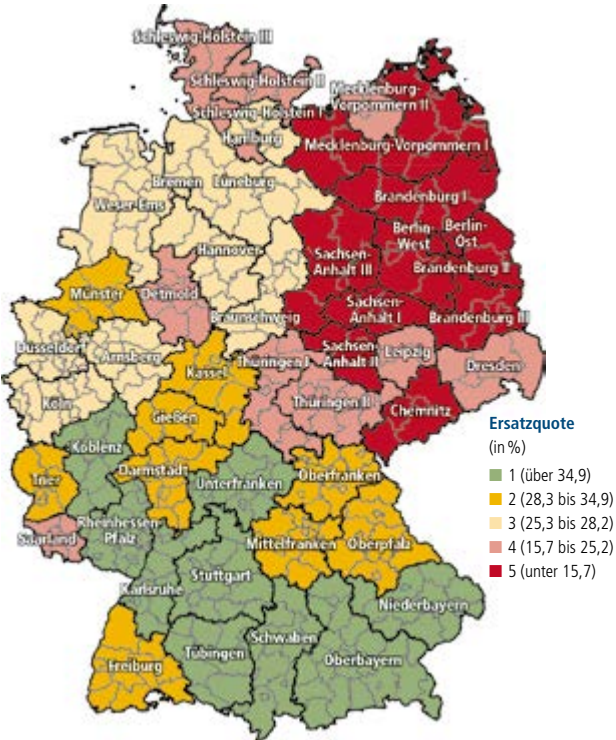 Schleswig-Holstein III
Schleswig-Holstein II
Mecklenburg-
Vorpommern II
Schleswig-Holstein I
Hamburg
Mecklenburg-Vorpommern I
Bremen
Lüneburg
Brandenburg I
Weser-Ems
Berlin-
West
Berlin-
Ost
Hannover
Sachsen-
Anhalt III
Brandenburg II
Münster
Detmold
Sachsen-
Anhalt I
Braunschweig
Brandenburg III
Düsseldorf
Arnsberg
Sachsen-
Anhalt II
Leipzig
Thüringen I
Kassel
Dresden
Köln
Thüringen II
Chemnitz
Gießen
Koblenz
Darmstadt
Oberfranken
Trier
Unterfranken
Rheinhessen-
Pfalz
Saarland
Mittelfranken
Oberpfalz
Stuttgart
Karlsruhe
Niederbayern
Schwaben
Tübingen
Oberbayern
Freiburg
Ersatzquote
(in %)
1 (über 34,9)
2 (28,3 bis 34,9)
3 (25,3 bis 28,2)
4 (15,7 bis 25,2)
5 (unter 15,7)